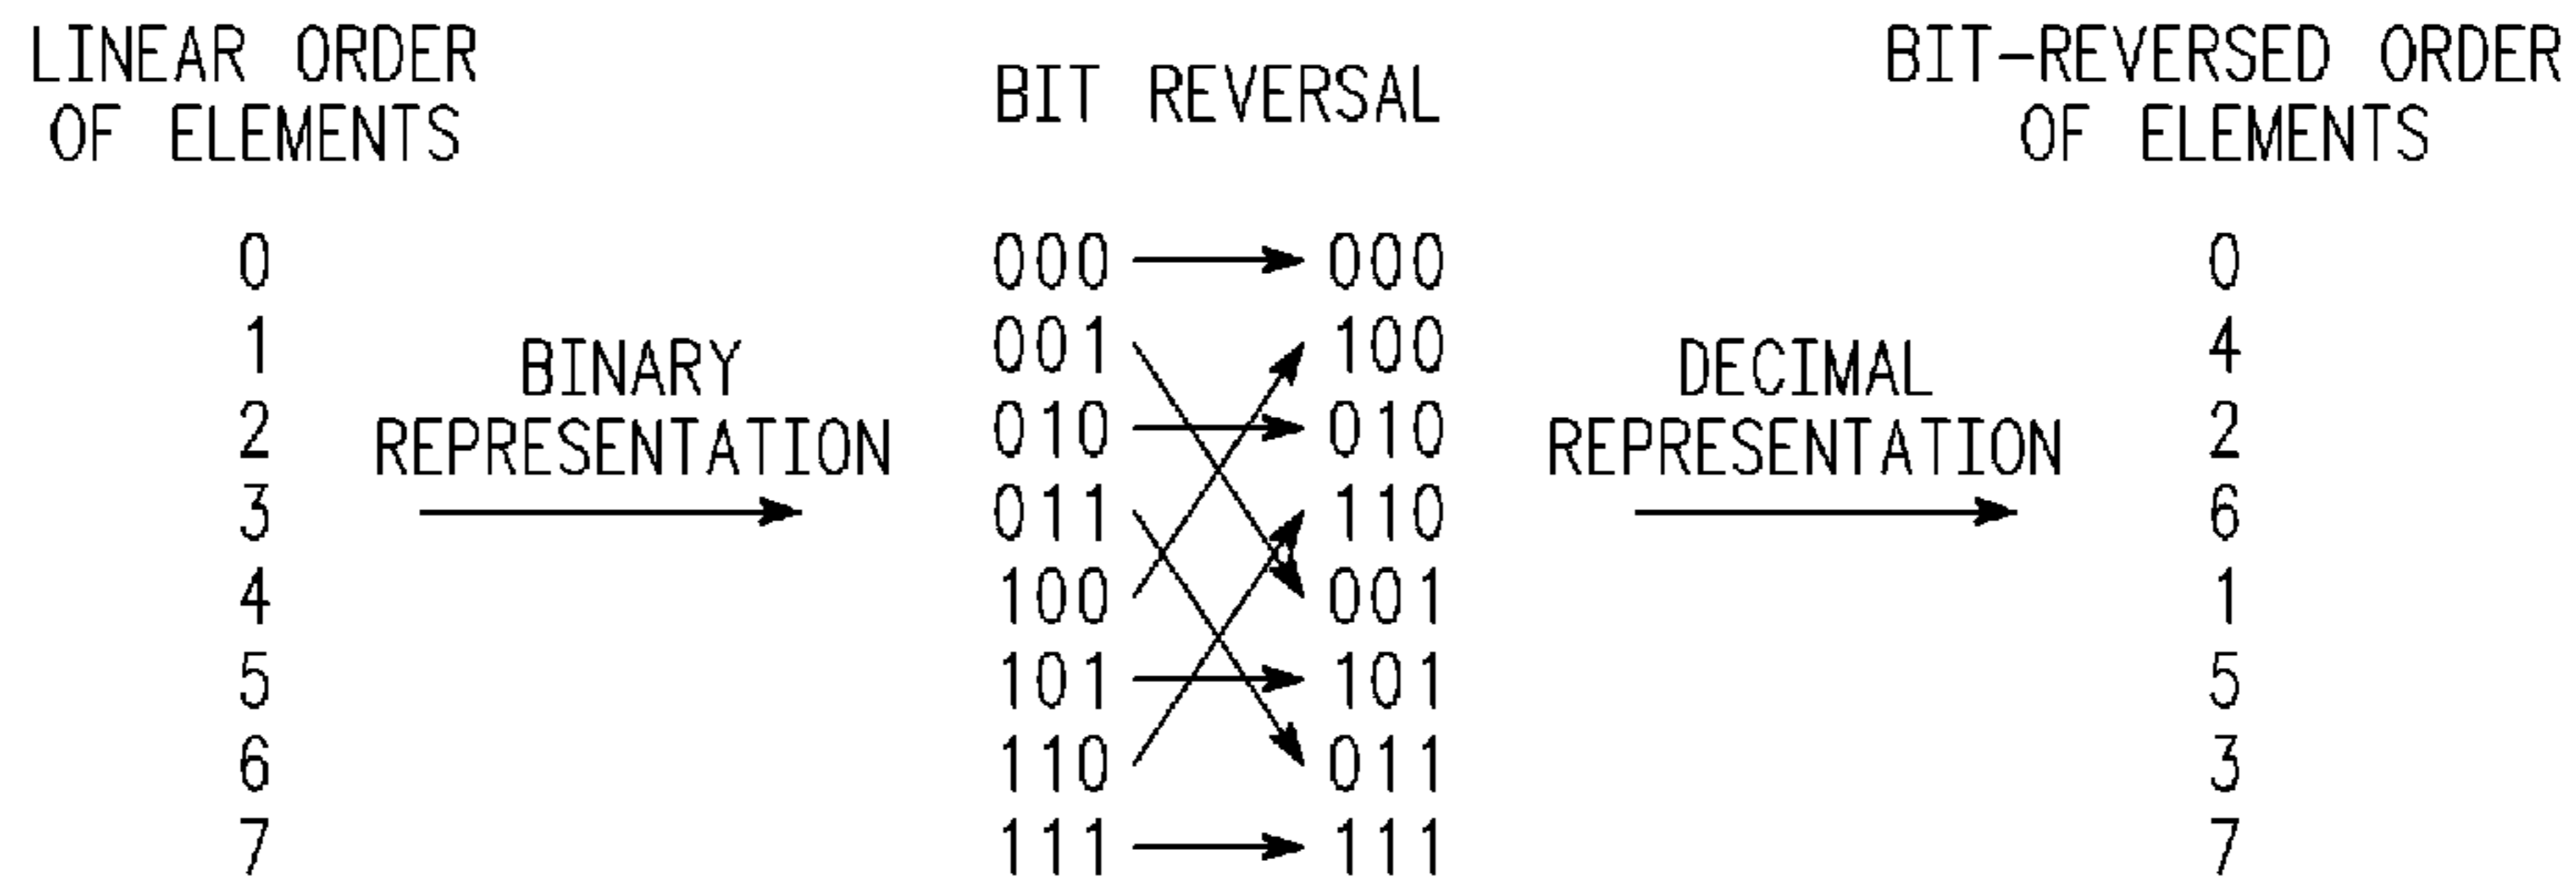 LINEAR ORDER
OF ELEMENTS
BIT REVERSAL
BIT-REVERSED ORDER
OF ELEMENTS
0
1
2
3
4
5
6
7
BINARY
REPRESENTATION
000 000
001 100
010 010
011 110
100 001
101 101
110 011
111 111
DECIMAL
REPRESENTATION
0
4
2
6
1
5
3
7